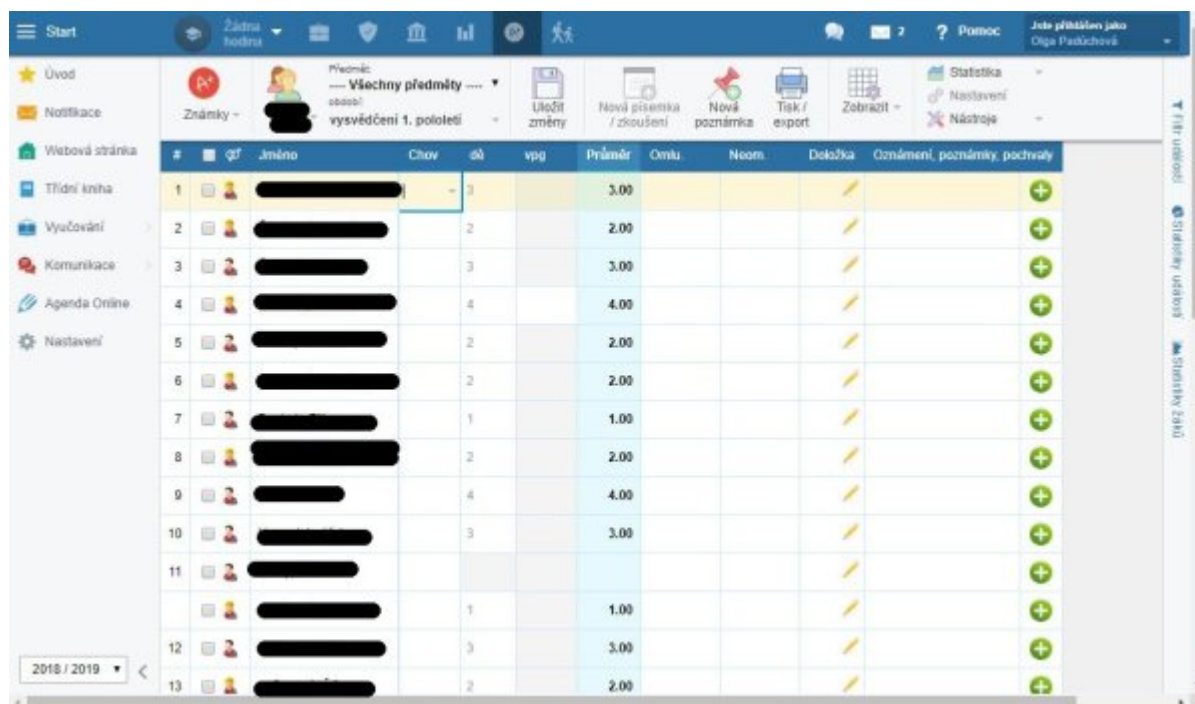 Start
Žádná
hodina
2
? Pomoc
Jste přihlášen jako
Olga Padúchová
Úvod
Notifikace
Webová stránka
Třídní kniha
Vyučování
Komunikace
Agenda Online
Nastavení
2018 / 2019
A+
Známky
Předmět:
---- Všechny předměty ----
období:
vysvědčení 1. pololetí
Uložit
změny
Nová písemka
/ zkoušení
Nová
poznámka
Tisk /
export
Zobrazit
Statistika
Nastavení
Nástroje
# Jméno Chov dě vpg Průměr Omlu. Neom. Doložka Oznámení, poznámky, pochvaly
1 3 3.00
2 2 2.00
3 3 3.00
4 4 4.00
5 2 2.00
6 2 2.00
7 1 1.00
8 2 2.00
9 4 4.00
10 3 3.00
11
1 1.00
12 3 3.00
13 2 2.00
Filtr událostí
Statistiky událostí
Statistiky žáků